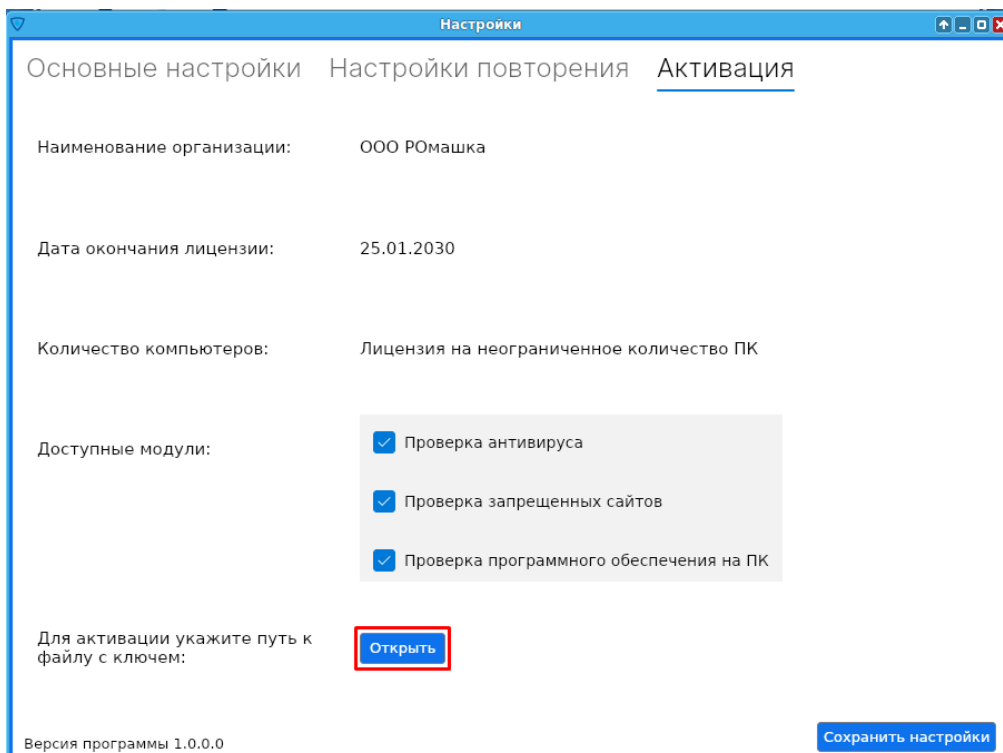 Настройки
Основные настройки Настройки повторения Активация
Наименование организации: ООО РОмашка
Дата окончания лицензии: 25.01.2030
Количество компьютеров: Лицензия на неограниченное количество ПК
Доступные модули:
Проверка антивируса
Проверка запрещенных сайтов
Проверка программного обеспечения на ПК
Для активации укажите путь к
файлу с ключем:
Открыть
Версия программы 1.0.0.0
Сохранить настройки